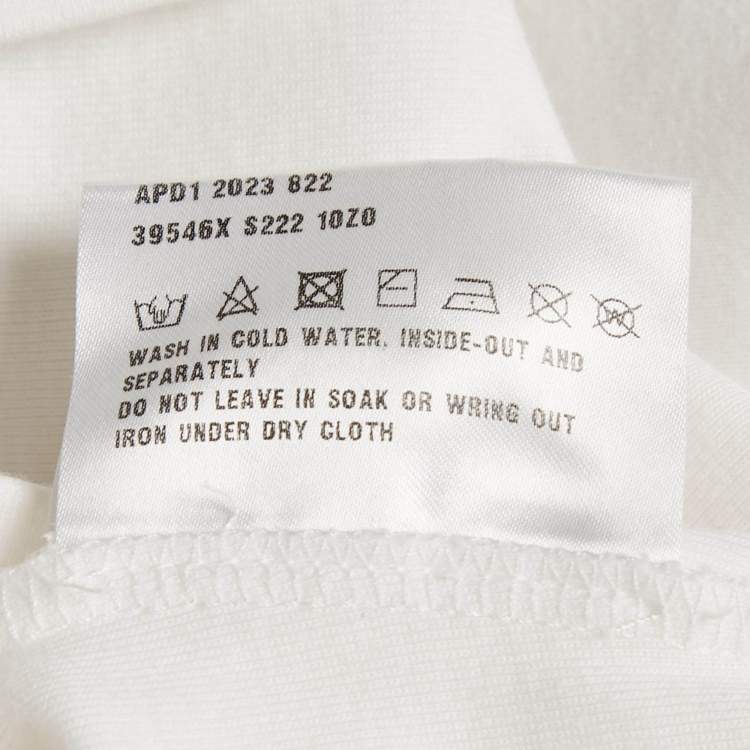 APD1 2023 822
39546X S222 10Z0
WASH IN COLD WATER, INSIDE-OUT AND
SEPARATELY
DO NOT LEAVE IN SOAK OR WRING OUT
IRON UNDER DRY CLOTH